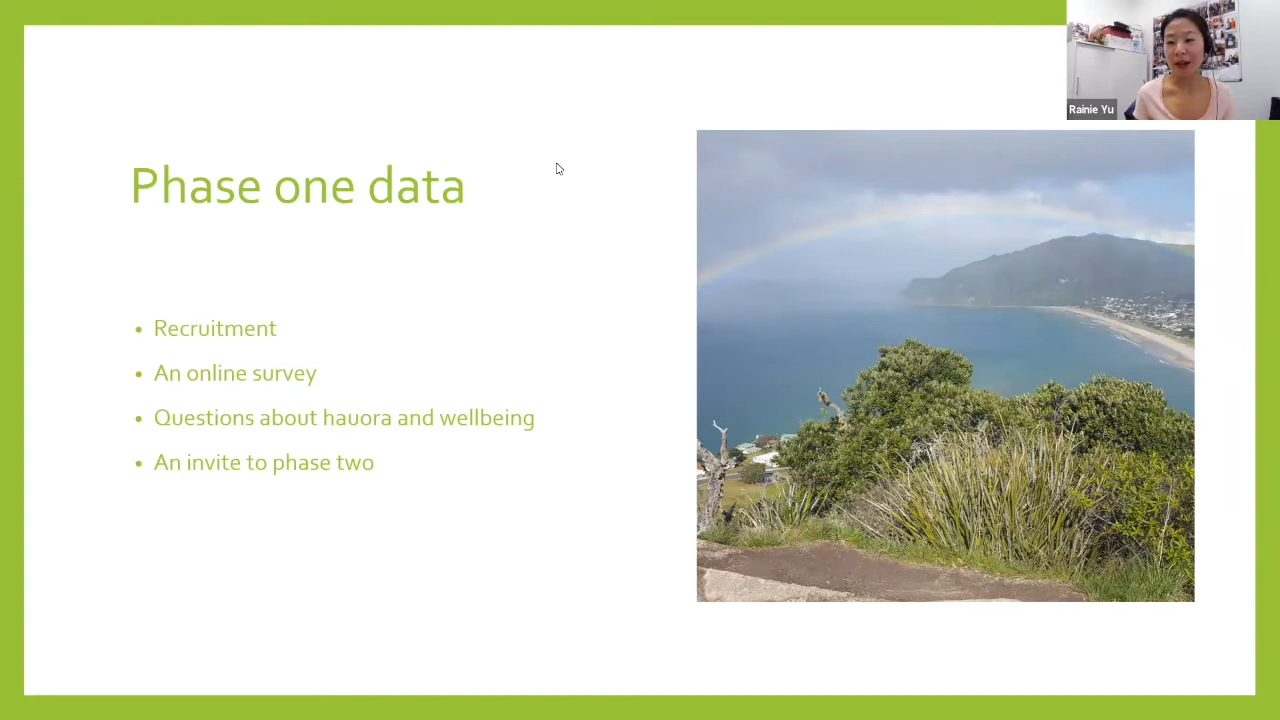 Rainie Yu
Phase one data
• Recruitment
• An online survey
• Questions about hauora and wellbeing
• An invite to phase two